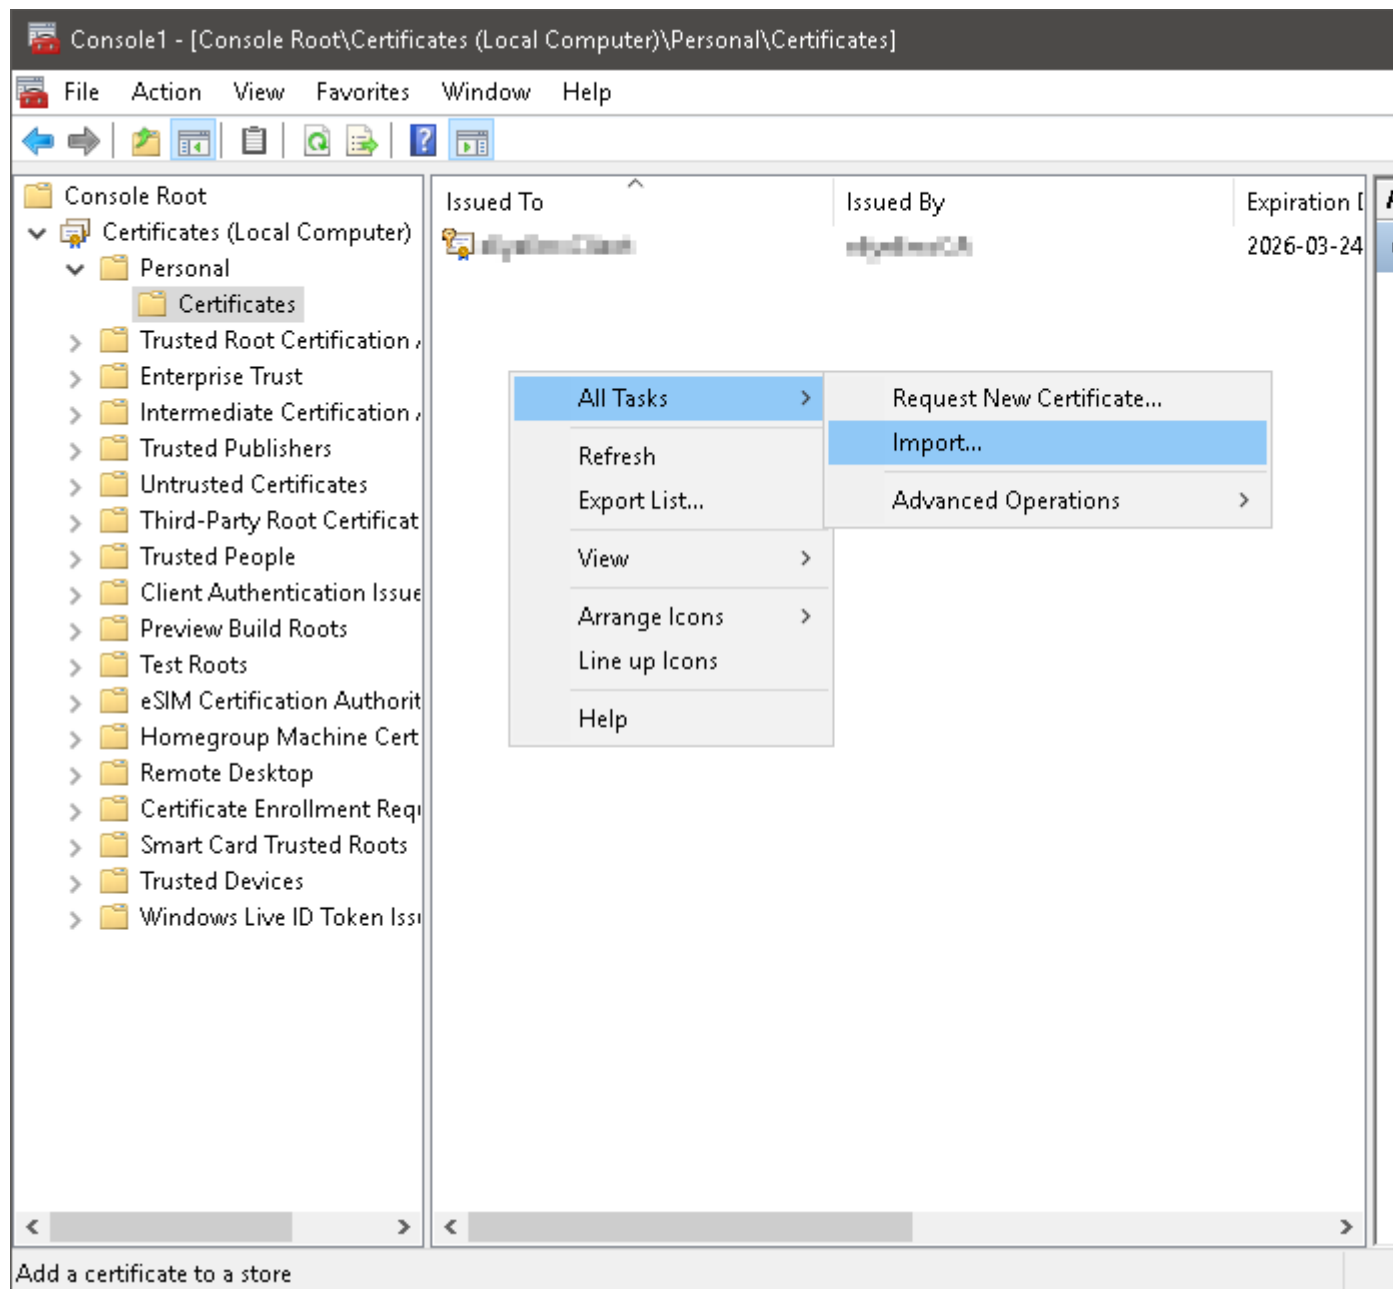 Console1 - [Console Root\Certificates (Local Computer)\Personal\Certificates]
File Action View Favorites Window Help
Console Root
Certificates (Local Computer)
Personal
Certificates
Trusted Root Certification
Enterprise Trust
Intermediate Certification
Trusted Publishers
Untrusted Certificates
Third-Party Root Certificat
Trusted People
Client Authentication Issue
Preview Build Roots
Test Roots
eSIM Certification Authorit
Homegroup Machine Cert
Remote Desktop
Certificate Enrollment Requ
Smart Card Trusted Roots
Trusted Devices
Windows Live ID Token Issu
Issued To Issued By Expiration D
2026-03-24
All Tasks
Refresh
Export List...
View
Arrange Icons
Line up Icons
Help
Request New Certificate...
Import...
Advanced Operations
Add a certificate to a store